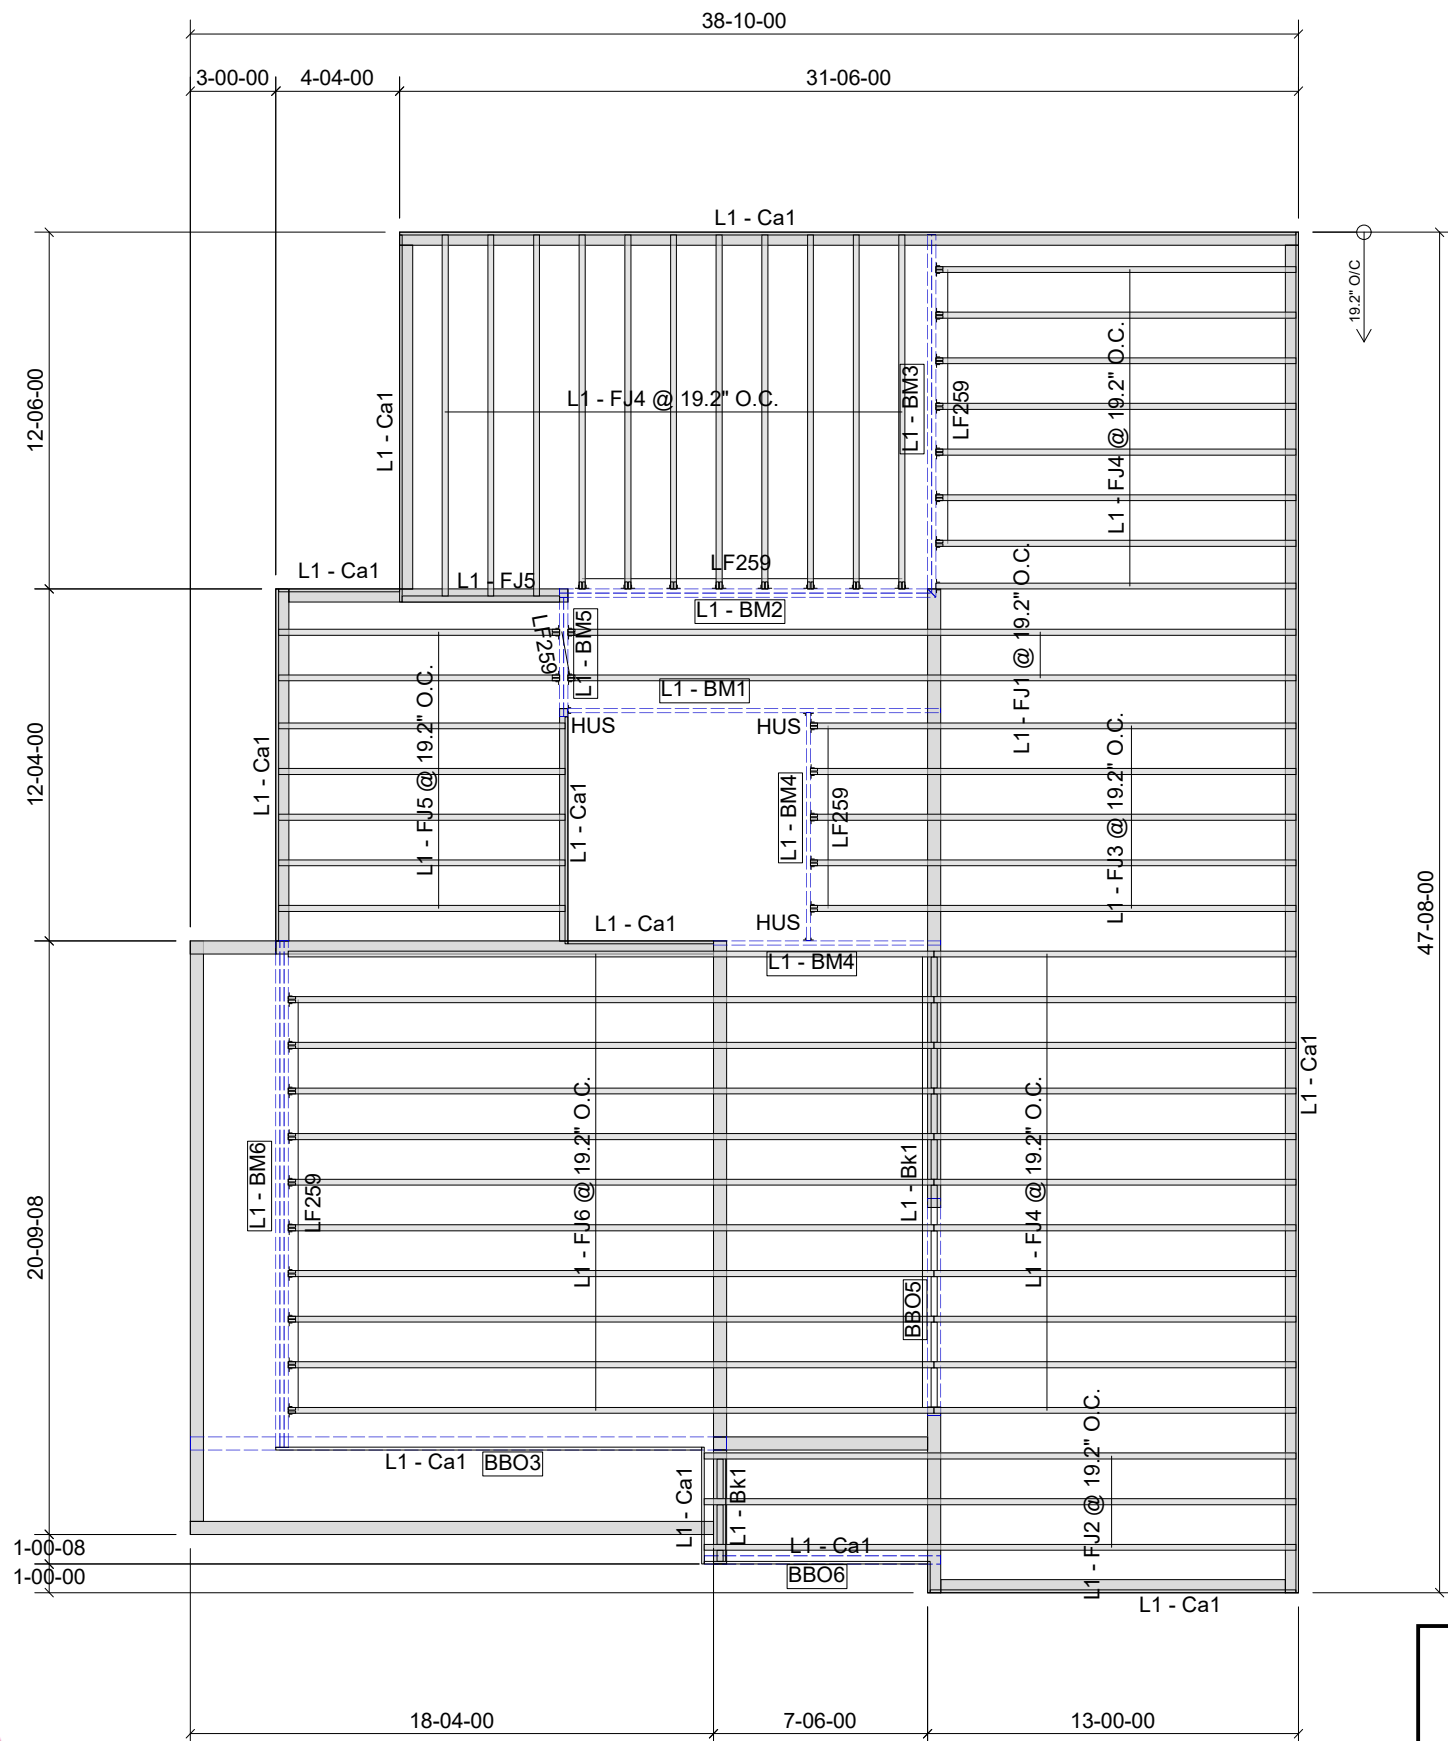 38-10-00
3-00-00
4-04-00
31-06-00
L1 - Ca1
19.2" O/C
12-06-00
L1 - Ca1
L1 - FJ4 @ 19.2" O.C.
L1 - BM3
LF259
L1 - FJ4 @ 19.2" O.C.
L1 - Ca1
L1 - FJ5
LF259
L1 - BM2
LF259
L1 - BM5
L1 - FJ1 @ 19.2" O.C.
L1 - BM1
HUS
HUS
12-04-00
L1 - Ca1
L1 - FJ5 @ 19.2" O.C.
L1 - Ca1
L1 - BM4
LF259
L1 - FJ3 @ 19.2" O.C.
47-08-00
L1 - Ca1
HUS
L1 - BM4
L1 - Ca1
20-09-08
L1 - BM6
LF259
L1 - FJ6 @ 19.2" O.C.
L1 - Bk1
L1 - FJ4 @ 19.2" O.C.
BBO5
L1 - Ca1
BBO3
L1 - Ca1
L1 - Bk1
L1 - FJ2 @ 19.2" O.C.
1-00-08
1-00-00
L1 - Ca1
BBO6
L1 - Ca1
18-04-00
7-06-00
13-00-00